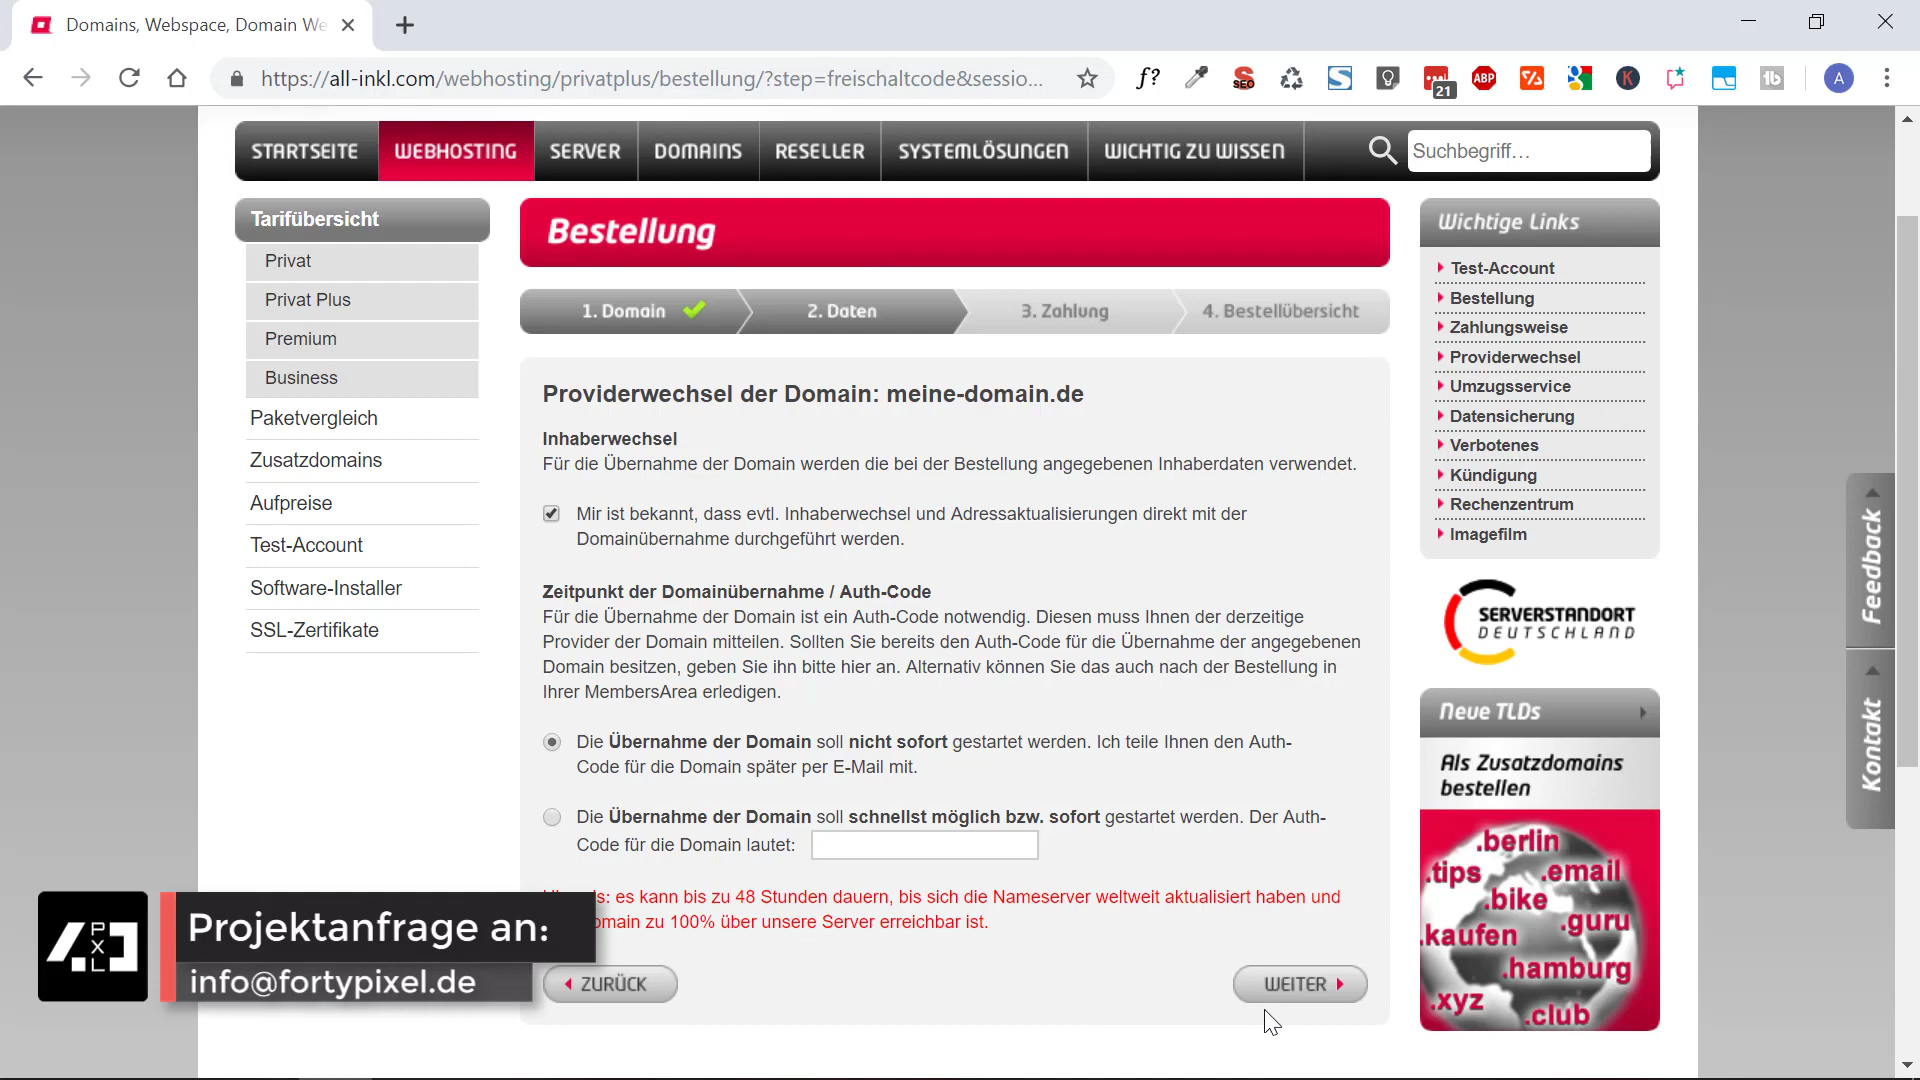 Domains, Webspace, Domain We
https://all-inkl.com/webhosting/privatplus/bestellung/?step=freischaltcode&sessio...
f?
SEO
21
ABP
K
1b
A
STARTSEITE
WEBHOSTING
SERVER
DOMAINS
RESELLER
SYSTEMLÖSUNGEN
WICHTIG ZU WISSEN
Suchbegriff...
Tarifübersicht
Privat
Privat Plus
Premium
Business
Paketvergleich
Zusatzdomains
Aufpreise
Test-Account
Software-Installer
SSL-Zertifikate
Bestellung
1. Domain
2. Daten
3. Zahlung
4. Bestellübersicht
Providerwechsel der Domain: meine-domain.de
Inhaberwechsel
Für die Übernahme der Domain werden die bei der Bestellung angegebenen Inhaberdaten verwendet.
Mir ist bekannt, dass evtl. Inhaberwechsel und Adressaktualisierungen direkt mit der
Domainübernahme durchgeführt werden.
Zeitpunkt der Domainübernahme / Auth-Code
Für die Übernahme der Domain ist ein Auth-Code notwendig. Diesen muss Ihnen der derzeitige
Provider der Domain mitteilen. Sollten Sie bereits den Auth-Code für die Übernahme der angegebenen
Domain besitzen, geben Sie ihn bitte hier an. Alternativ können Sie das auch nach der Bestellung in
Ihrer MembersArea erledigen.
Die Übernahme der Domain soll nicht sofort gestartet werden. Ich teile Ihnen den Auth-
Code für die Domain später per E-Mail mit.
Die Übernahme der Domain soll schnellst möglich bzw. sofort gestartet werden. Der Auth-
Code für die Domain lautet:
es kann bis zu 48 Stunden dauern, bis sich die Nameserver weltweit aktualisiert haben und
zu 100% über unsere Server erreichbar ist.
ZURÜCK
WEITER
Wichtige Links
Test-Account
Bestellung
Zahlungsweise
Providerwechsel
Umzugsservice
Datensicherung
Verbotenes
Kündigung
Rechenzentrum
Imagefilm
SERVERSTANDORT
DEUTSCHLAND
Neue TLDs
Als Zusatzdomains
bestellen
.berlin
.tips
.email
.bike
.guru
.kaufen
.hamburg
.xyz
.club
Feedback
Kontakt
PXL
Projektanfrage an:
info@fortypixel.de